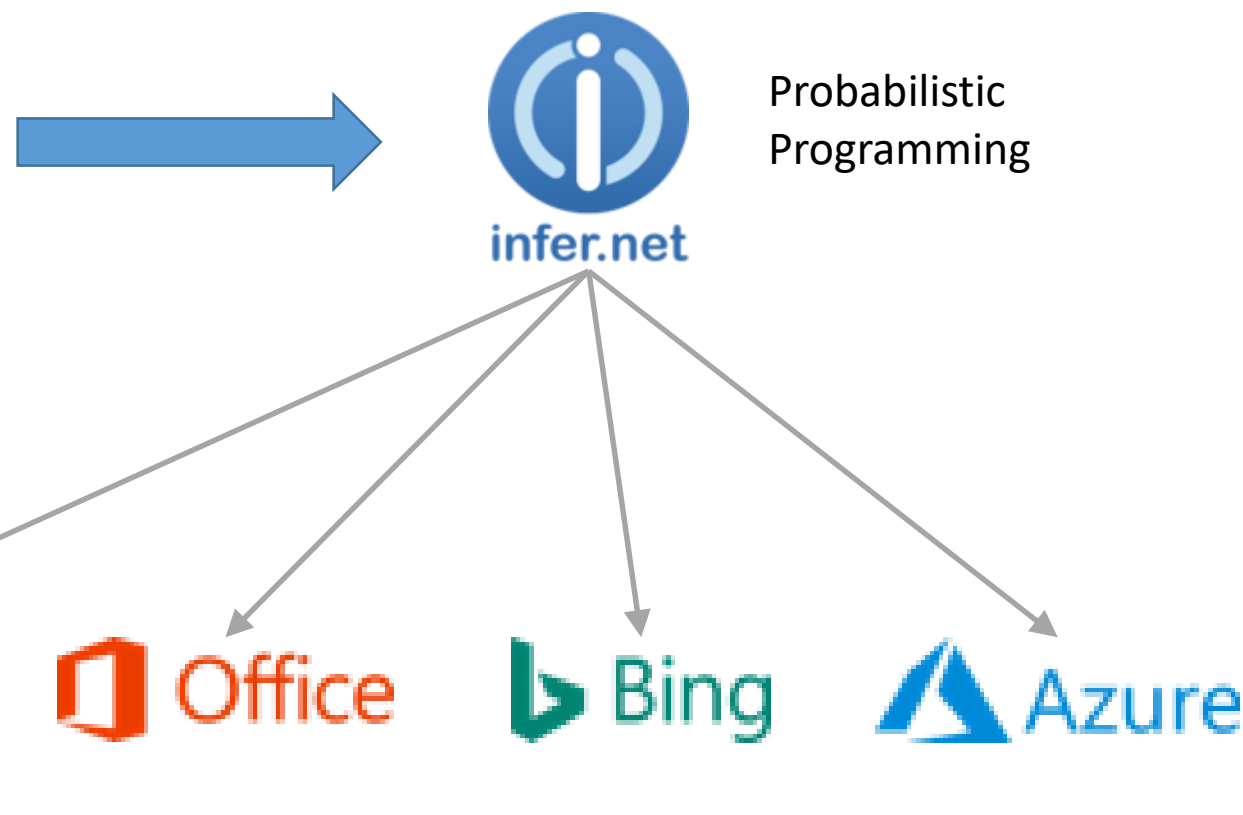 Probabilistic
Programming
infer.net
Office
Bing
Azure